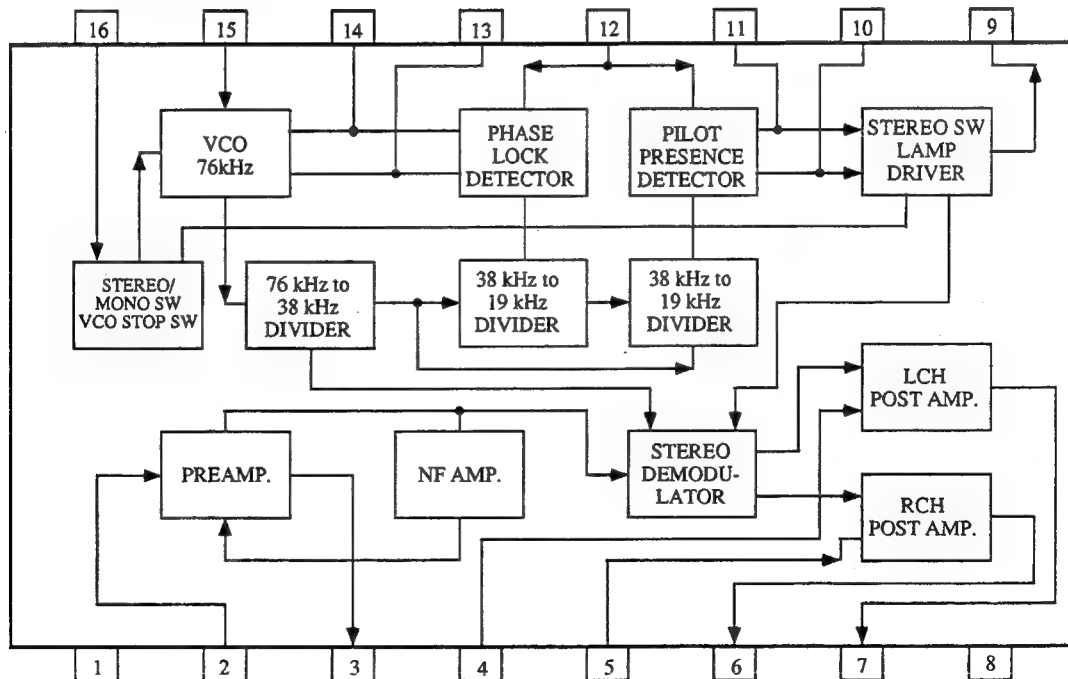 16 15 14 13 12 11 10 9
VCO
76kHz
PHASE
LOCK
DETECTOR
PILOT
PRESENCE
DETECTOR
STEREO SW
LAMP
DRIVER
STEREO/
MONO SW
VCO STOP SW
76 kHz to
38 kHz
DIVIDER
38 kHz to
19 kHz
DIVIDER
38 kHz to
19 kHz
DIVIDER
LCH
POST AMP.
PREAMP.
NF AMP.
STEREO
DEMODU-
LATOR
RCH
POST AMP.
1 2 3 4 5 6 7 8